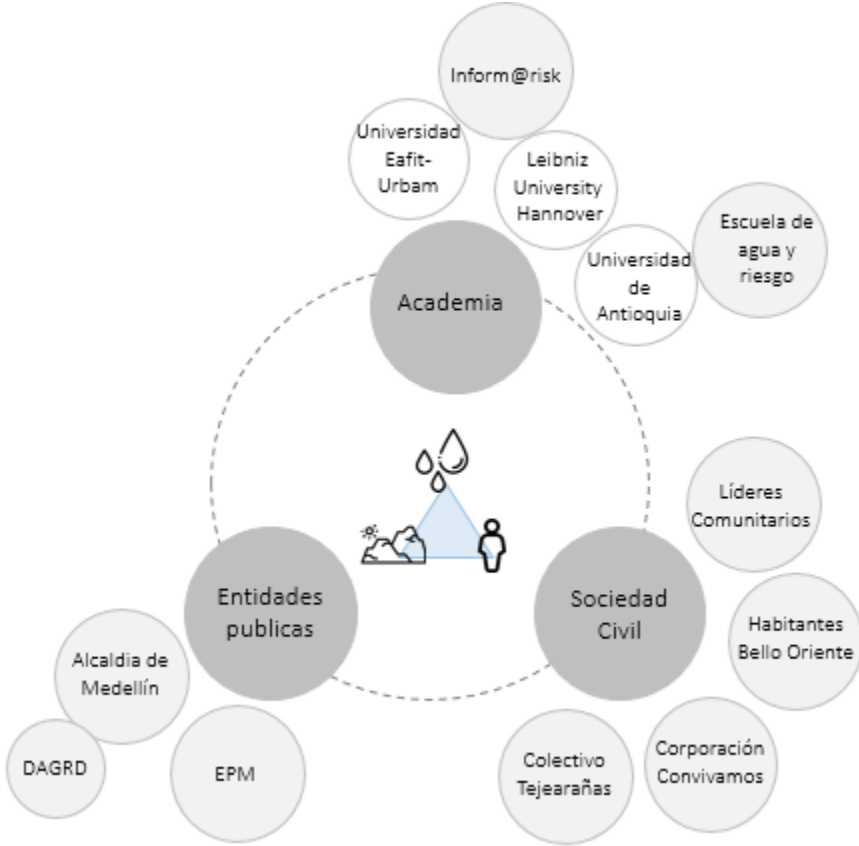 Inform@risk
Universidad
Eafit-
Urbam
Leibniz
University
Hannover
Escuela de
agua y
riesgo
Universidad
de
Antioquia
Academia
Líderes
Comunitarios
Entidades
publicas
Sociedad
Civil
Habitantes
Bello Oriente
Alcaldia de
Medellín
DAGRD
EPM
Colectivo
Tejearañas
Corporación
Convivamos